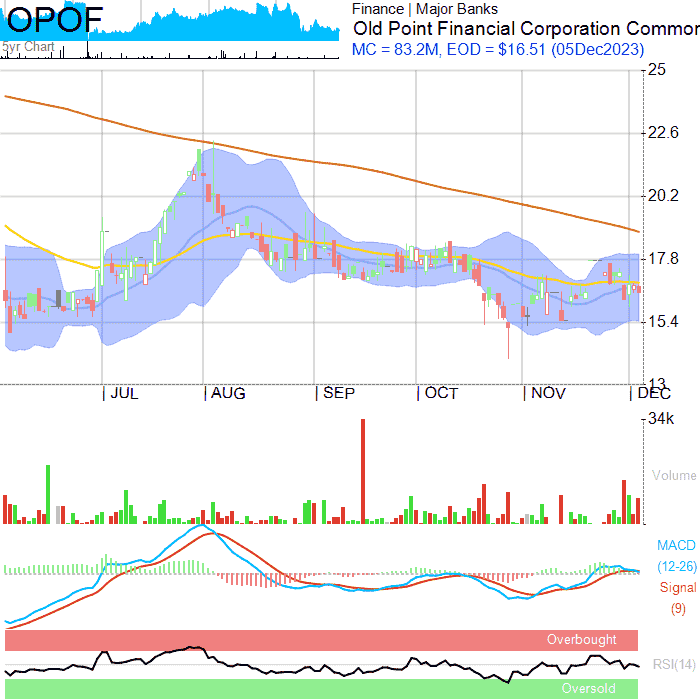 OPOF
5yr Chart
Finance | Major Banks
Old Point Financial Corporation Common
MC = 83.2M, EOD = $16.51 (05Dec2023)
25
22.6
20.2
17.8
15.4
13
JUL AUG SEP OCT NOV DEC
34k
Volume
MACD
(12-26)
Signal
(9)
Overbought
RSI(14)
Oversold